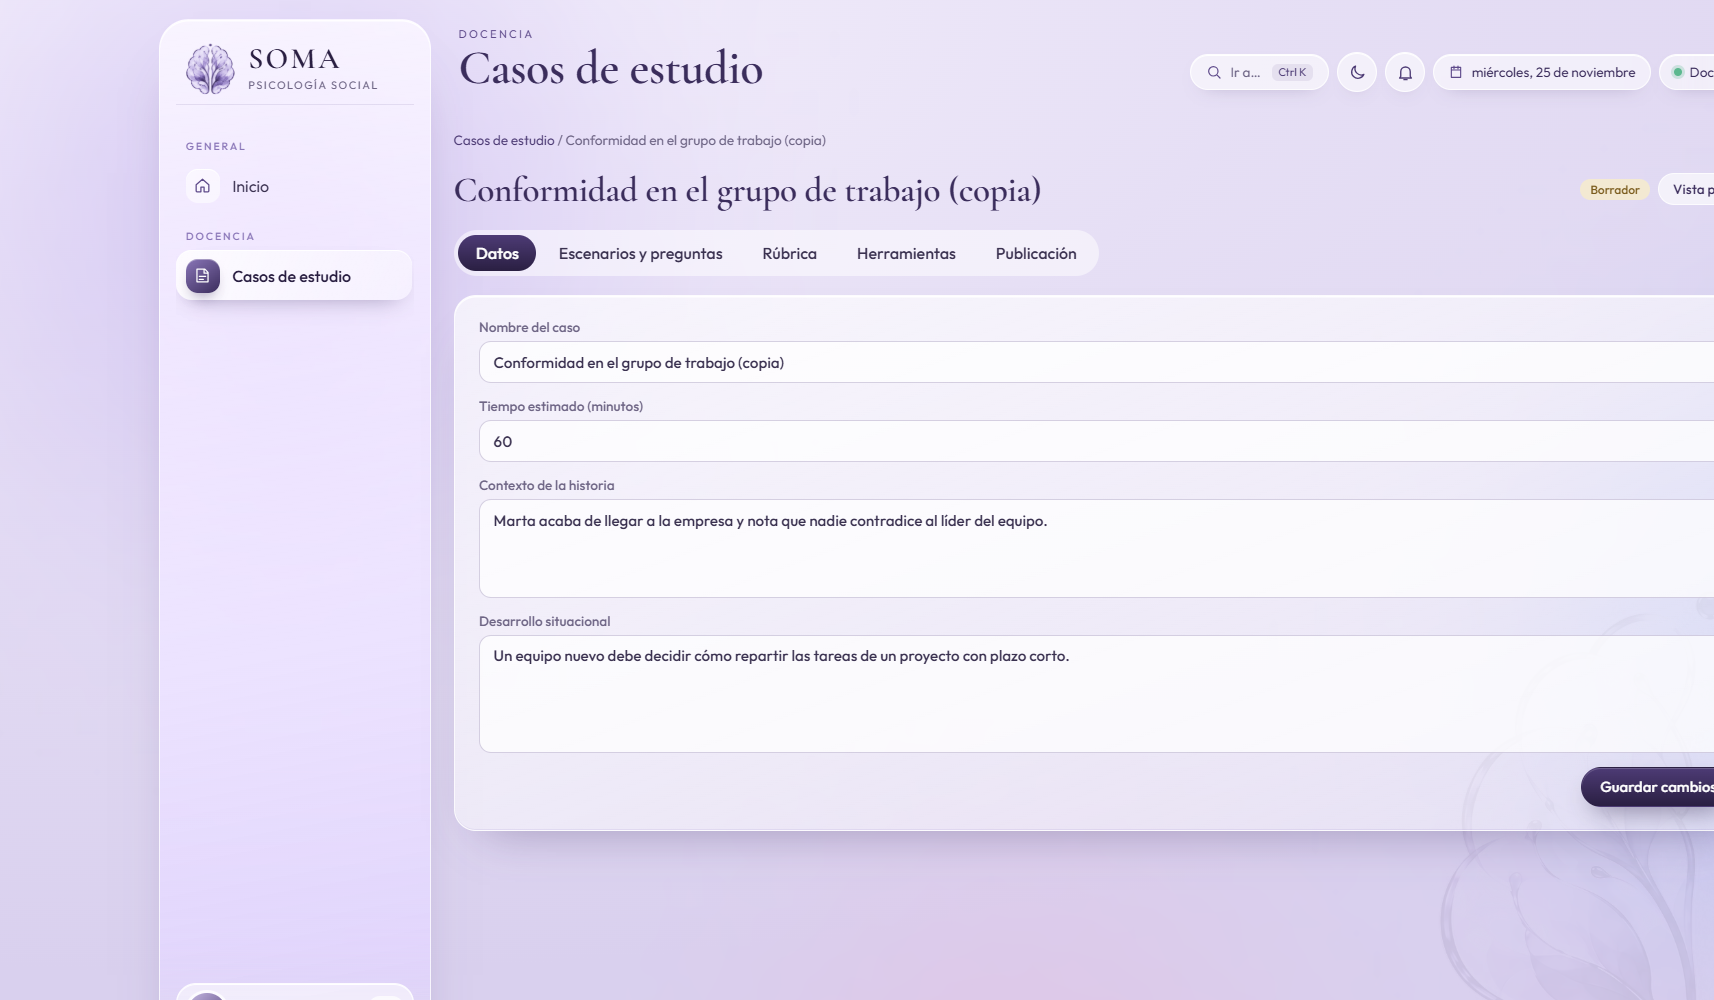 SOMA
PSICOLOGÍA SOCIAL
GENERAL
Inicio
DOCENCIA
Casos de estudio
DOCENCIA
Casos de estudio
Ir a...
Ctrl K
miércoles, 25 de noviembre
Doc
Casos de estudio / Conformidad en el grupo de trabajo (copia)
Conformidad en el grupo de trabajo (copia)
Borrador
Vista p
Datos
Escenarios y preguntas
Rúbrica
Herramientas
Publicación
Nombre del caso
Conformidad en el grupo de trabajo (copia)
Tiempo estimado (minutos)
60
Contexto de la historia
Marta acaba de llegar a la empresa y nota que nadie contradice al líder del equipo.
Desarrollo situacional
Un equipo nuevo debe decidir cómo repartir las tareas de un proyecto con plazo corto.
Guardar cambios